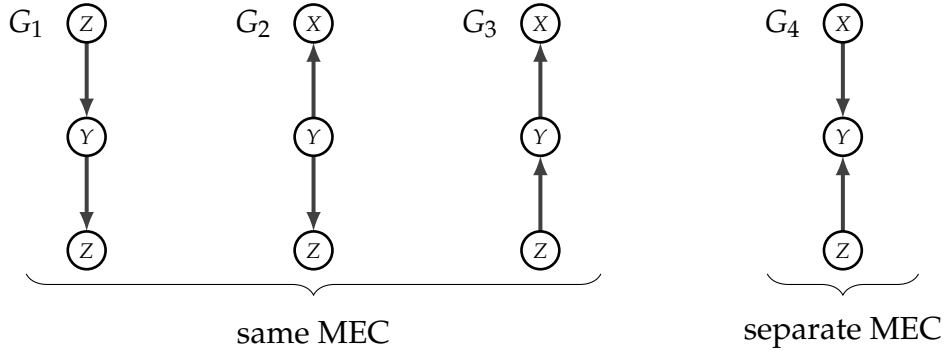 G1 Z G2 X G3 X G4 X
Y Y Y Y
Z Z Z Z
same MEC separate MEC